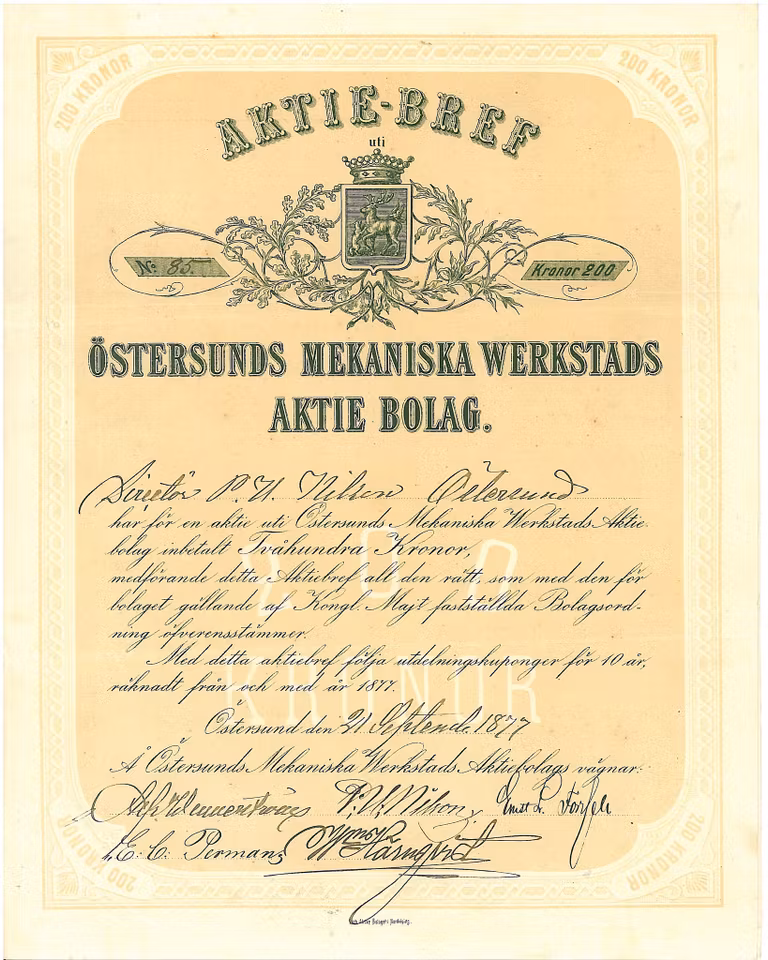 200 KRONOR
200 KRONOR
AKTIE-BREF
uti
No 85.
Kronor 200
ÖSTERSUNDS MEKANISKA WERKSTADS
AKTIE BOLAG.
Direktör P. H. Nilson Östersund
har för en aktie uti Östersunds Mekaniska Werkstads Aktie-
bolag inbetalt Tvåhundra Kronor,
medförande detta Aktiebref all den rätt, som med den för
bolaget gällande af Kongl. Majt fastställda Bolagsord-
ning öfverensstämmer.
200
Med detta aktiebref följa utdelningskuponger för 10 år,
räknadt från och med år 1877.
KRONOR
Östersund den 21 September 1877
Å Östersunds Mekaniska Werkstads Aktiebolags vägnar:
P. H. Nilson
E. C. Perman
200 KRONOR
200 KRONOR